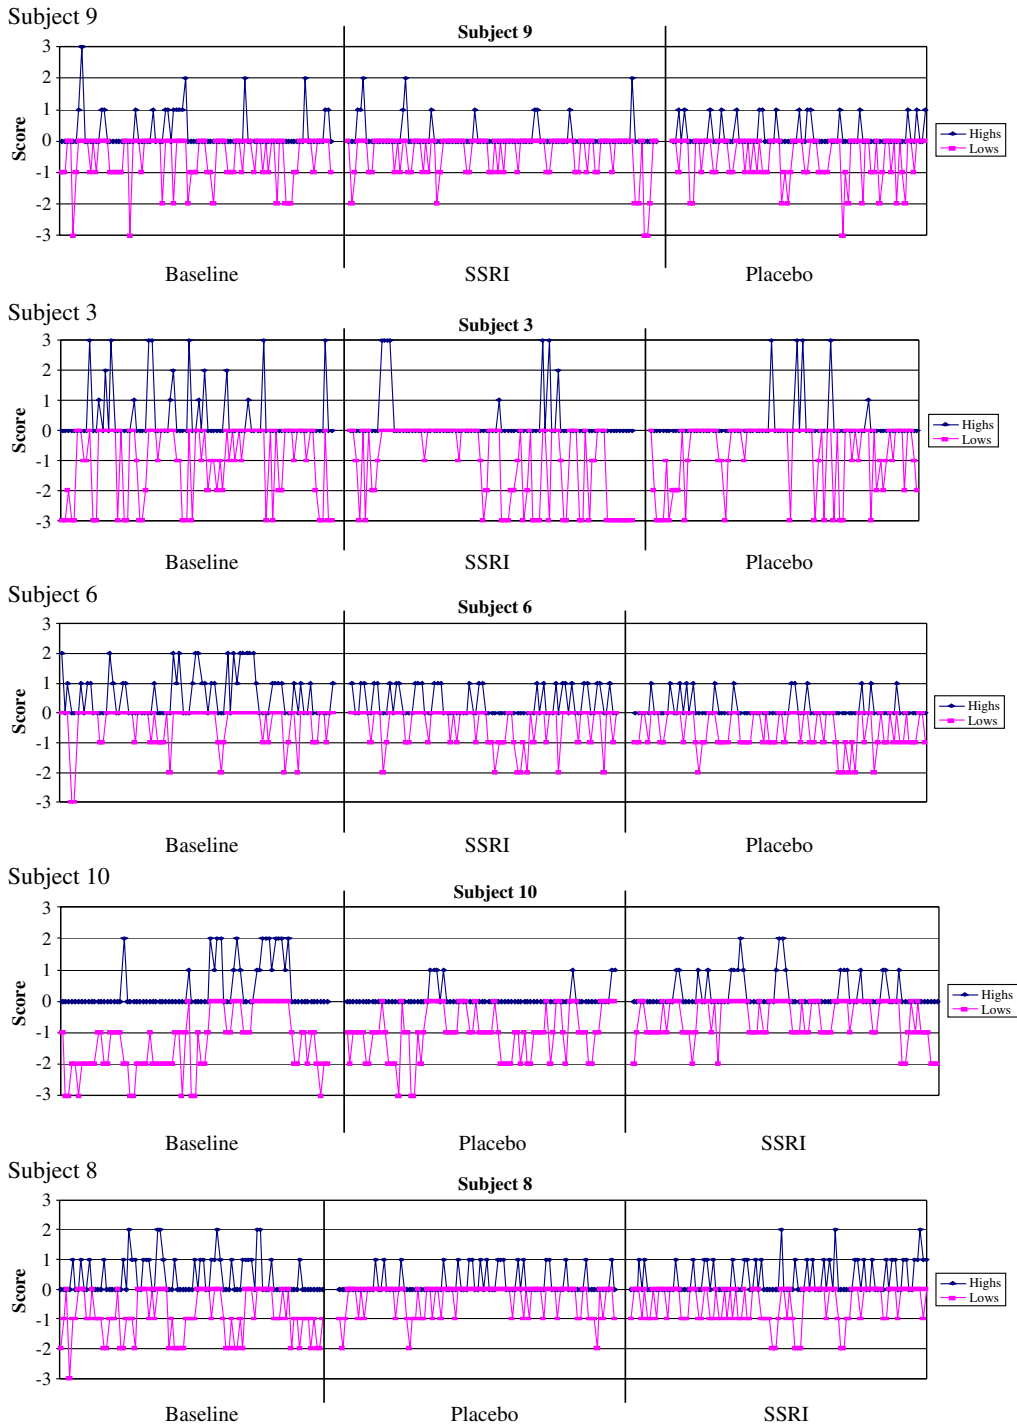 Subject 9
Subject 9
3
2
1
0
-1
-2
-3
Score
Highs
Lows
Baseline SSRI Placebo
Subject 3
Subject 3
3
2
1
0
-1
-2
-3
Score
Highs
Lows
Baseline SSRI Placebo
Subject 6
Subject 6
3
2
1
0
-1
-2
-3
Score
Highs
Lows
Baseline SSRI Placebo
Subject 10
Subject 10
3
2
1
0
-1
-2
-3
Score
Highs
Lows
Baseline Placebo SSRI
Subject 8
Subject 8
3
2
1
0
-1
-2
-3
Score
Highs
Lows
Baseline Placebo SSRI